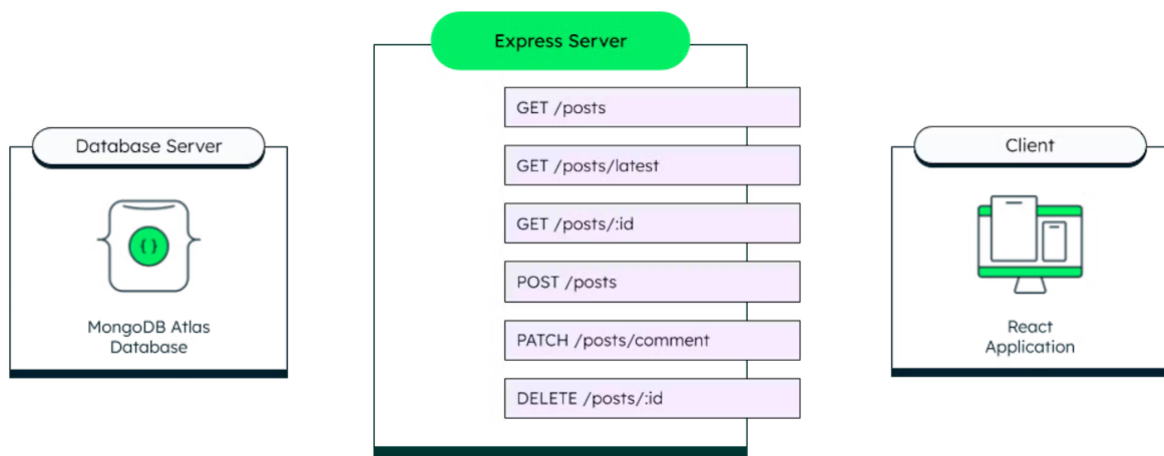 Express Server
GET /posts
GET /posts/latest
GET /posts/:id
POST /posts
PATCH /posts/comment
DELETE /posts/:id
Database Server
{}
MongoDB Atlas
Database
Client
React
Application